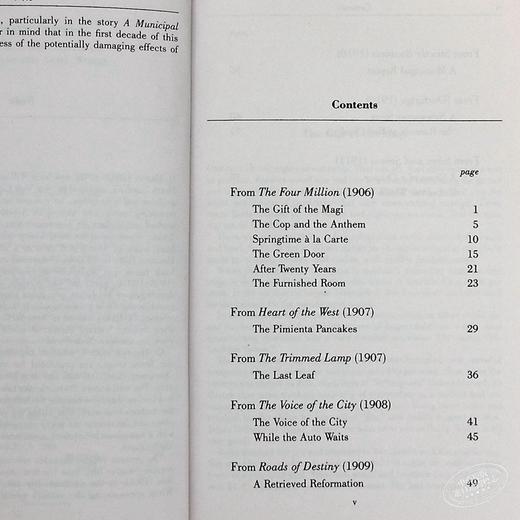 , particularly in the story A Municipal
r in mind that in the first decade of this
ess of the potentially damaging effects of
Contents
page
From The Four Million (1906)
The Gift of the Magi 1
The Cop and the Anthem 5
Springtime à la Carte 10
The Green Door 15
After Twenty Years 21
The Furnished Room 23
From Heart of the West (1907)
The Pimienta Pancakes 29
From The Trimmed Lamp (1907)
The Last Leaf 36
From The Voice of the City (1908)
The Voice of the City 41
While the Auto Waits 45
From Roads of Destiny (1909)
A Retrieved Reformation 49
v